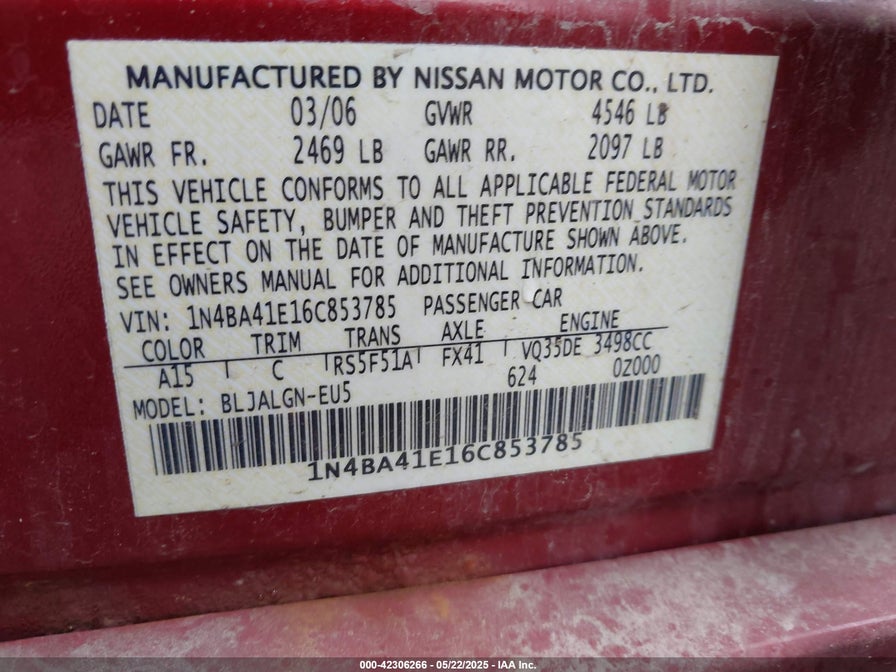 MANUFACTURED BY NISSAN MOTOR CO., LTD.
DATE 03/06 GVWR 4546 LB
GAWR FR. 2469 LB GAWR RR. 2097 LB
THIS VEHICLE CONFORMS TO ALL APPLICABLE FEDERAL MOTOR
VEHICLE SAFETY, BUMPER AND THEFT PREVENTION STANDARDS
IN EFFECT ON THE DATE OF MANUFACTURE SHOWN ABOVE.
SEE OWNERS MANUAL FOR ADDITIONAL INFORMATION.
VIN: 1N4BA41E16C853785 PASSENGER CAR
COLOR TRIM TRANS AXLE ENGINE
A15 C RS5F51A FX41 VQ35DE 3498CC
624 0Z000
MODEL: BLJALGN-EU5
1N4BA41E16C853785
000-42306266 - 05/22/2025 - IAA Inc.